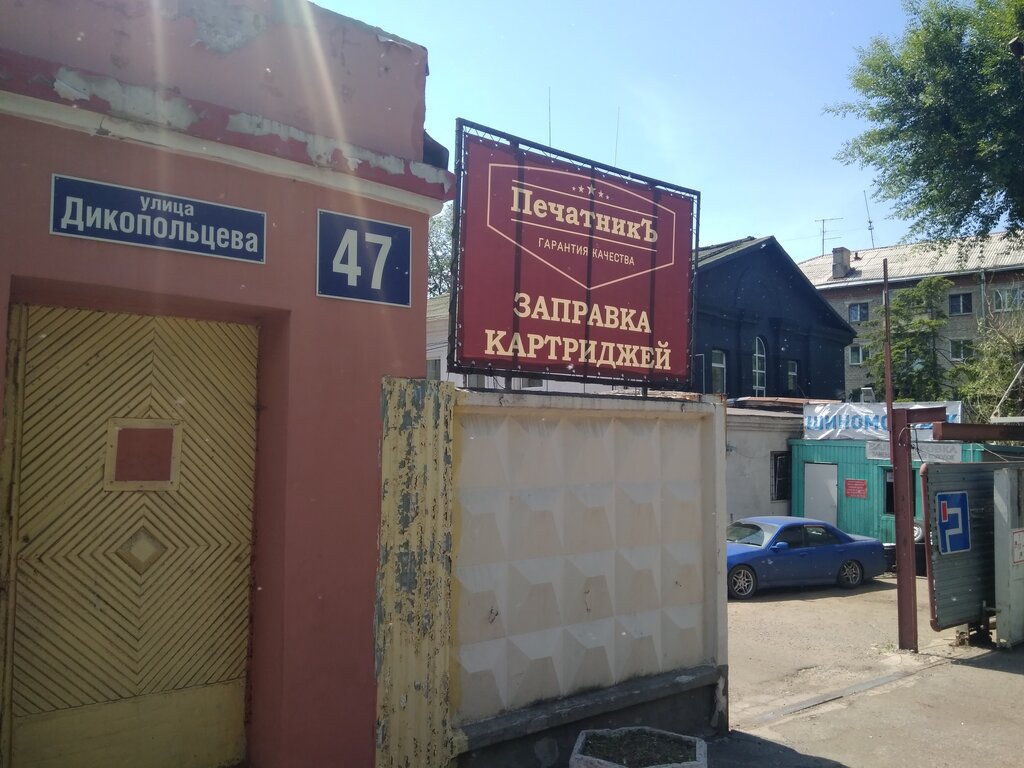 улица
Дикопольцева
47
ПечатникЪ
ГАРАНТИЯ КАЧЕСТВА
ЗАПРАВКА
КАРТРИДЖЕЙ